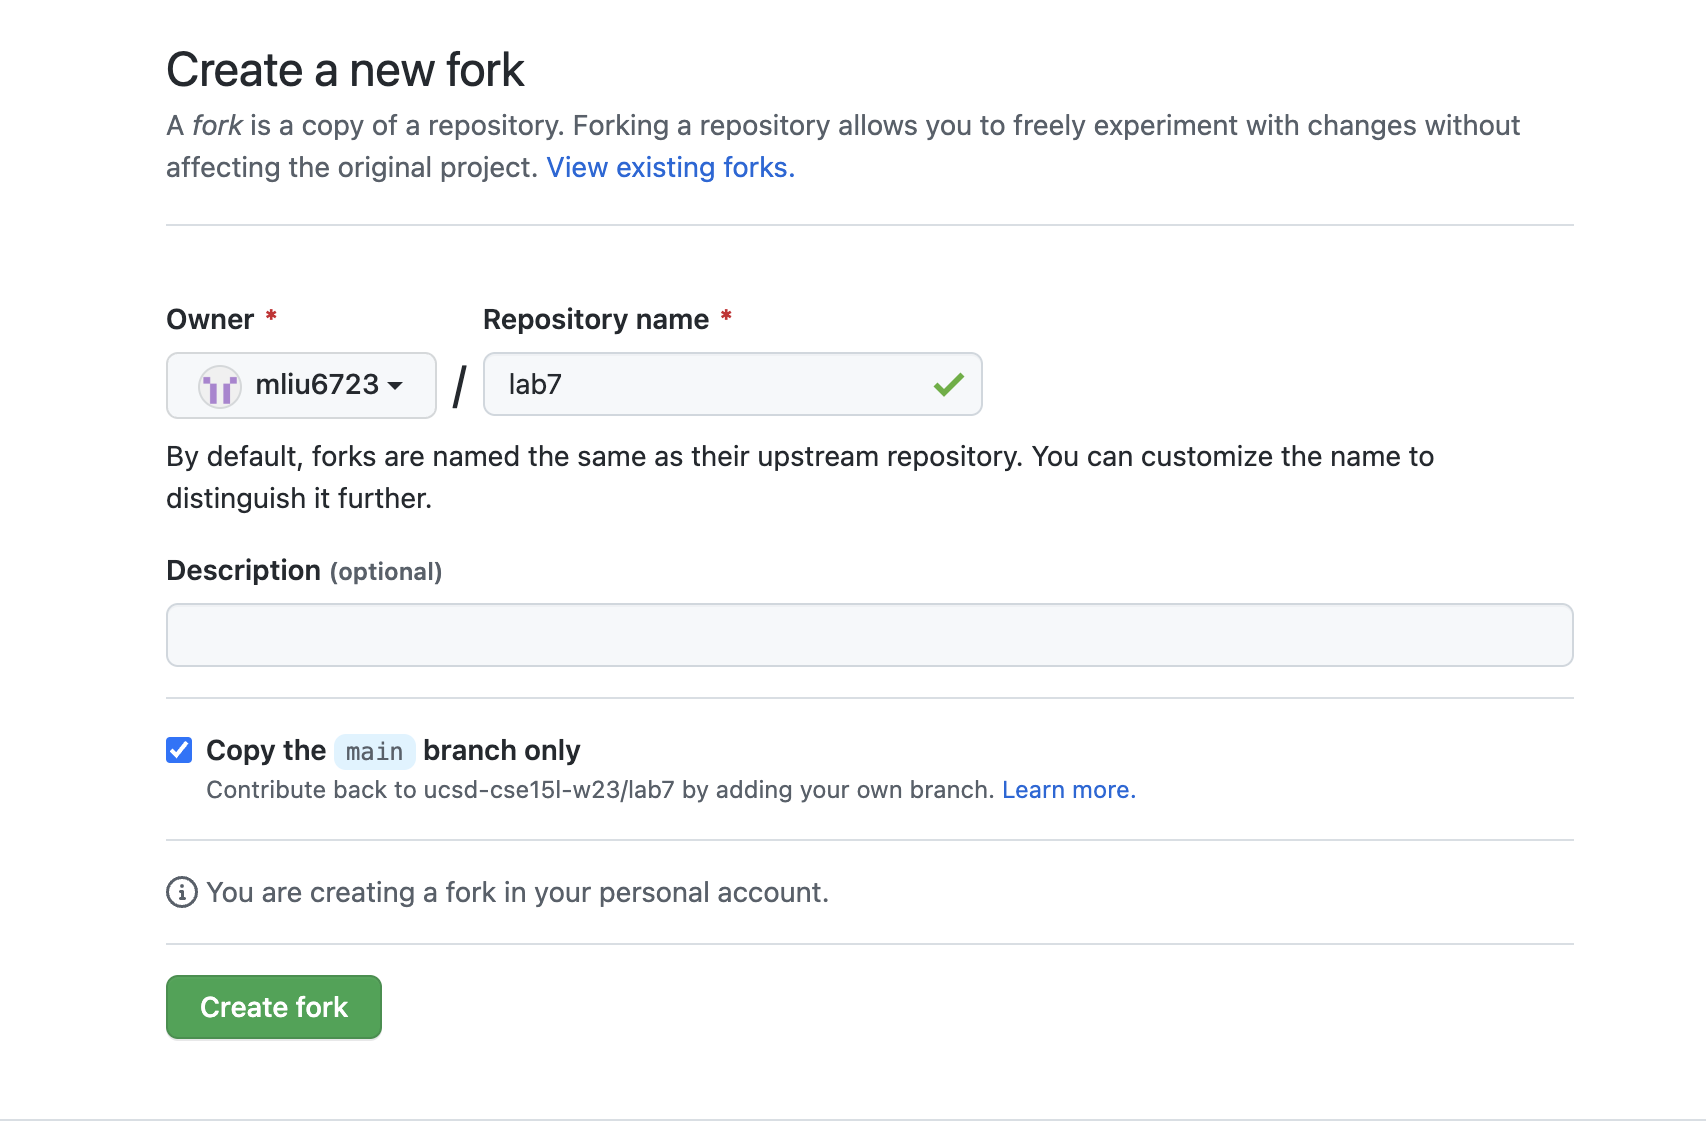 Create a new fork
A fork is a copy of a repository. Forking a repository allows you to freely experiment with changes without
affecting the original project. View existing forks.
Owner * Repository name *
mliu6723 / lab7
By default, forks are named the same as their upstream repository. You can customize the name to
distinguish it further.
Description (optional)
Copy the main branch only
Contribute back to ucsd-cse15l-w23/lab7 by adding your own branch. Learn more.
You are creating a fork in your personal account.
Create fork